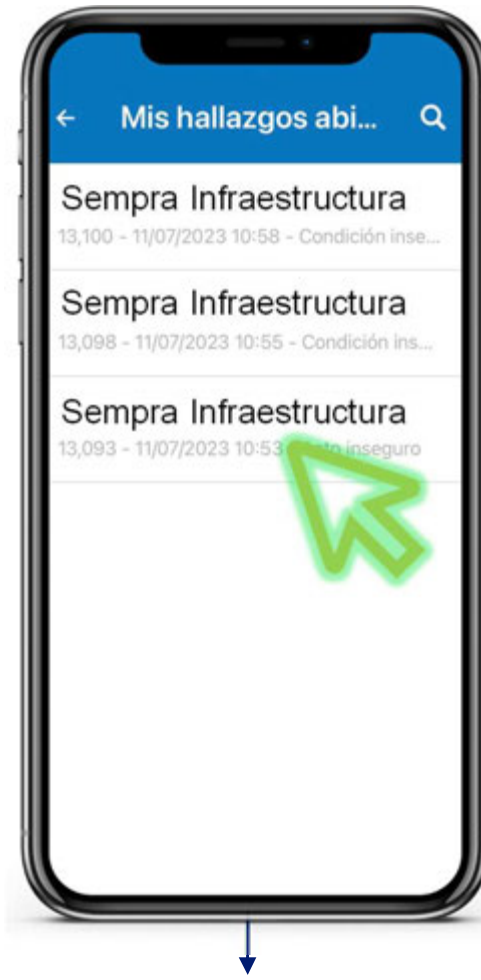 Mis hallazgos abi...
Sempra Infraestructura
13,100 - 11/07/2023 10:58 - Condición inse...
Sempra Infraestructura
13,098 - 11/07/2023 10:55 - Condición ins...
Sempra Infraestructura
13,093 - 11/07/2023 10:53 inseguro